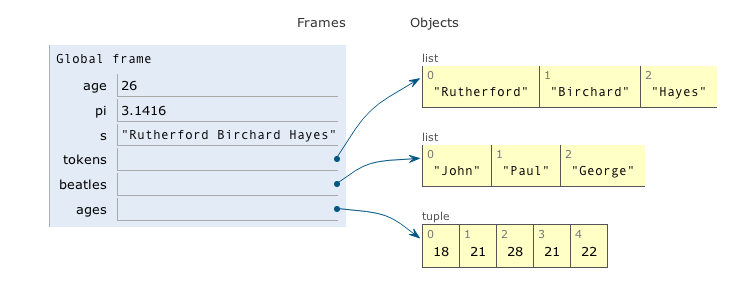 Frames Objects
Global frame
age 26
pi 3.1416
s "Rutherford Birchard Hayes"
tokens
beatles
ages
list
0 1 2
"Rutherford" "Birchard" "Hayes"
list
0 1 2
"John" "Paul" "George"
tuple
0 1 2 3 4
18 21 28 21 22